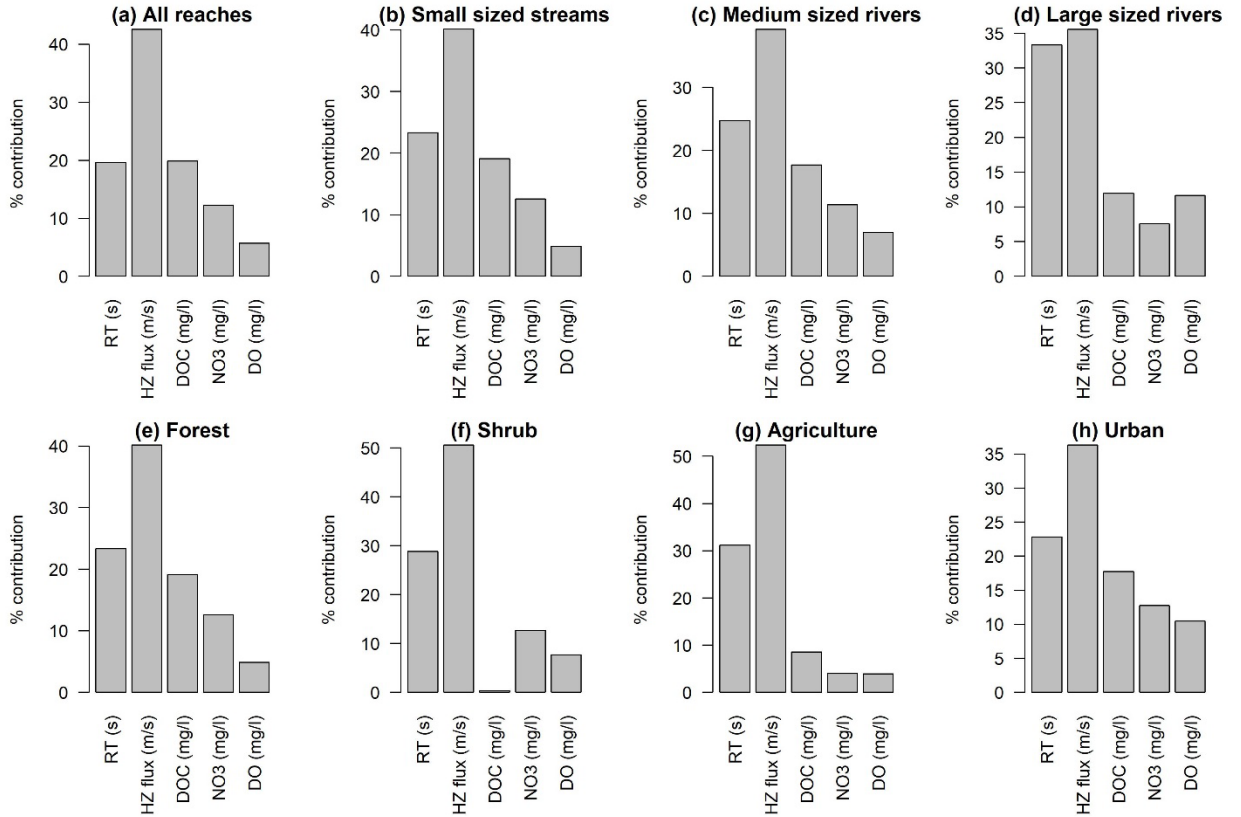 (a) All reaches
% contribution
40
30
20
10
0
RT (s)
HZ flux (m/s)
DOC (mg/l)
NO3 (mg/l)
DO (mg/l)
(b) Small sized streams
% contribution
40
30
20
10
0
RT (s)
HZ flux (m/s)
DOC (mg/l)
NO3 (mg/l)
DO (mg/l)
(c) Medium sized rivers
% contribution
30
20
10
0
RT (s)
HZ flux (m/s)
DOC (mg/l)
NO3 (mg/l)
DO (mg/l)
(d) Large sized rivers
% contribution
35
30
25
20
15
10
5
0
RT (s)
HZ flux (m/s)
DOC (mg/l)
NO3 (mg/l)
DO (mg/l)
(e) Forest
% contribution
40
30
20
10
0
RT (s)
HZ flux (m/s)
DOC (mg/l)
NO3 (mg/l)
DO (mg/l)
(f) Shrub
% contribution
50
40
30
20
10
0
RT (s)
HZ flux (m/s)
DOC (mg/l)
NO3 (mg/l)
DO (mg/l)
(g) Agriculture
% contribution
50
40
30
20
10
0
RT (s)
HZ flux (m/s)
DOC (mg/l)
NO3 (mg/l)
DO (mg/l)
(h) Urban
% contribution
35
30
25
20
15
10
5
0
RT (s)
HZ flux (m/s)
DOC (mg/l)
NO3 (mg/l)
DO (mg/l)